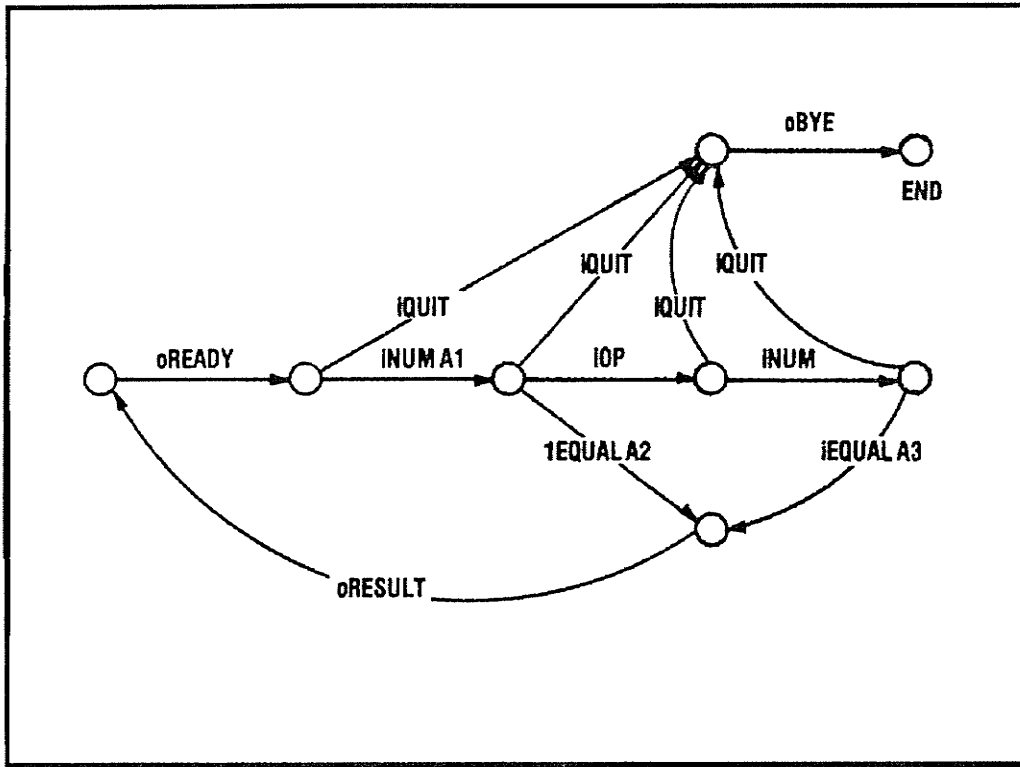 oBYE
END
iQUIT
iQUIT
iQUIT
iQUIT
oREADY
iNUM A1
iOP
iNUM
1EQUAL A2
iEQUAL A3
oRESULT